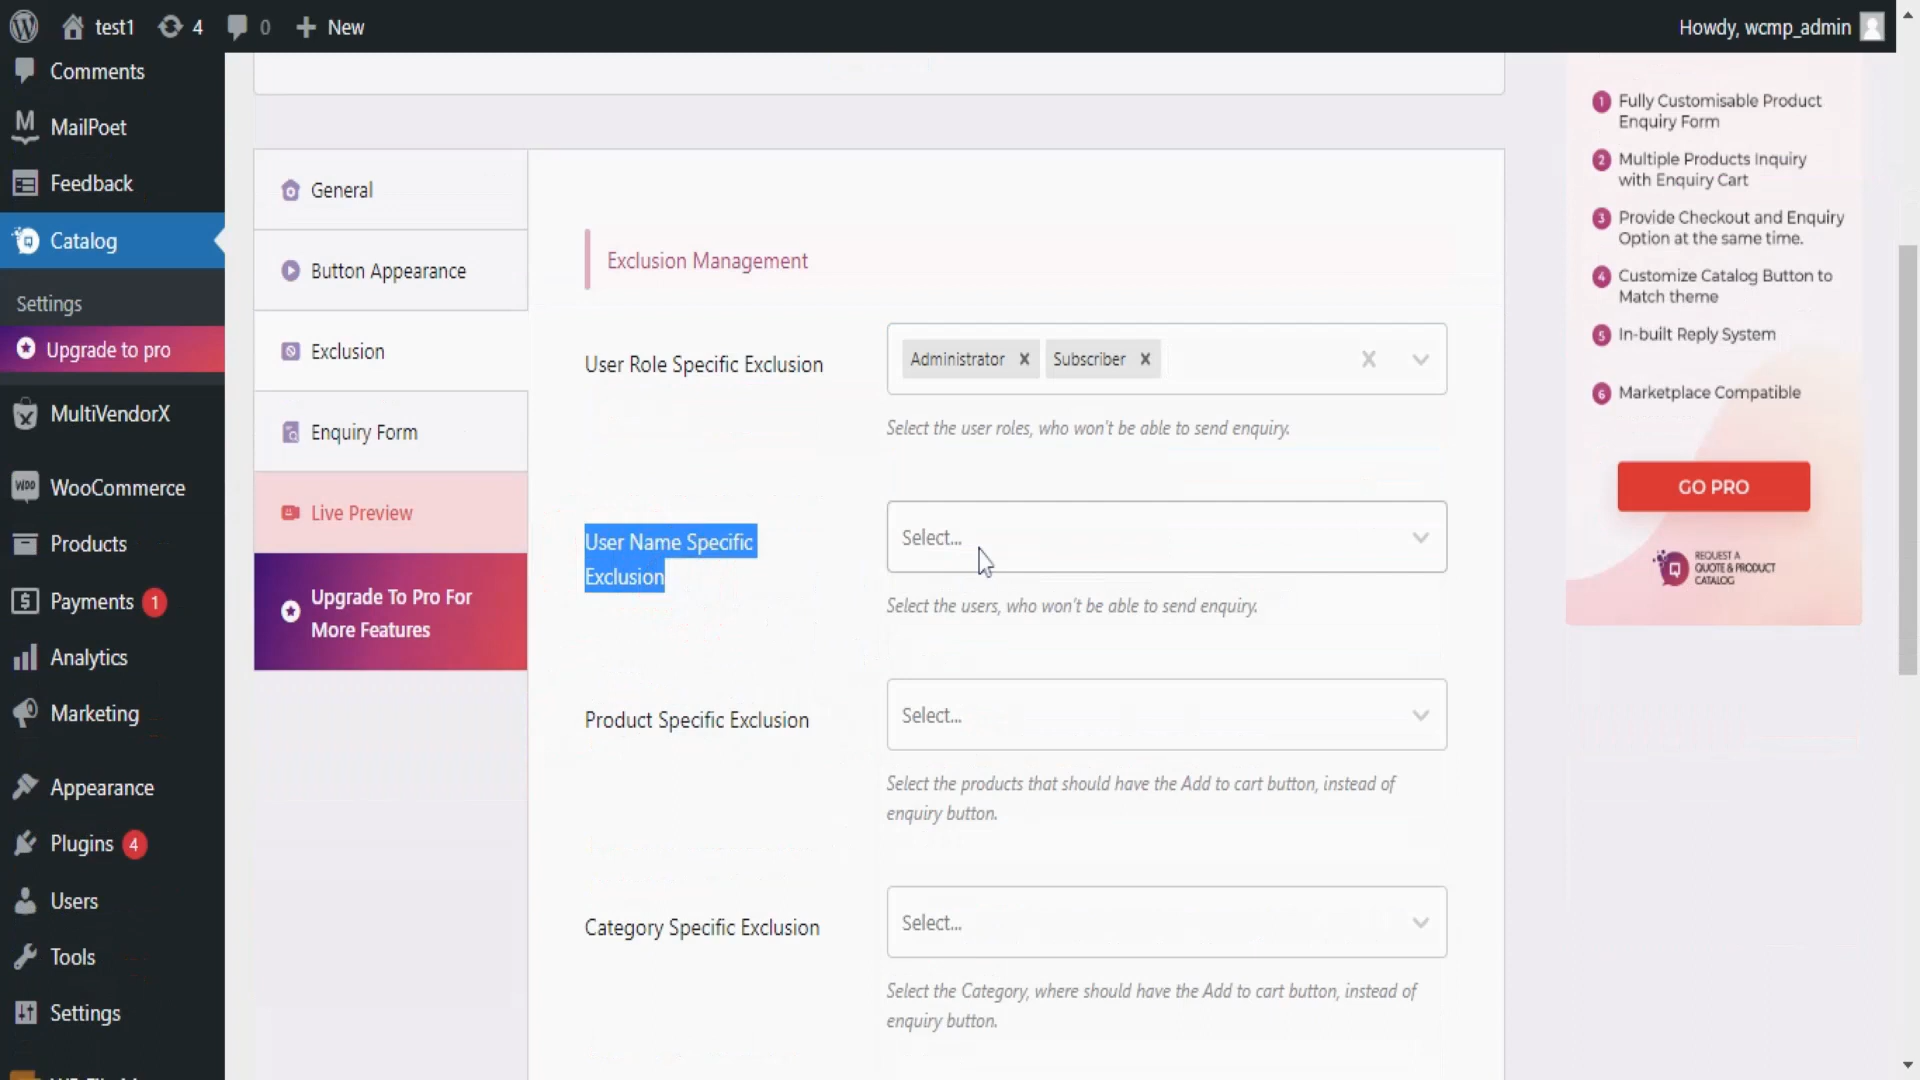 test1
4
0
New
Howdy, wcmp_admin
Comments
MailPoet
Feedback
Catalog
Settings
Upgrade to pro
MultiVendorX
WooCommerce
Products
Payments 1
Analytics
Marketing
Appearance
Plugins 4
Users
Tools
Settings
General
Button Appearance
Exclusion
Enquiry Form
Live Preview
Upgrade To Pro For
More Features
Exclusion Management
User Role Specific Exclusion
Administrator
Subscriber
Select the user roles, who won't be able to send enquiry.
User Name Specific
Exclusion
Select...
Select the users, who won't be able to send enquiry.
Product Specific Exclusion
Select...
Select the products that should have the Add to cart button, instead of
enquiry button.
Category Specific Exclusion
Select...
Select the Category, where should have the Add to cart button, instead of
enquiry button.
1 Fully Customisable Product
Enquiry Form
2 Multiple Products Inquiry
with Enquiry Cart
3 Provide Checkout and Enquiry
Option at the same time.
4 Customize Catalog Button to
Match theme
5 In-built Reply System
6 Marketplace Compatible
GO PRO
REQUEST A
QUOTE & PRODUCT
CATALOG